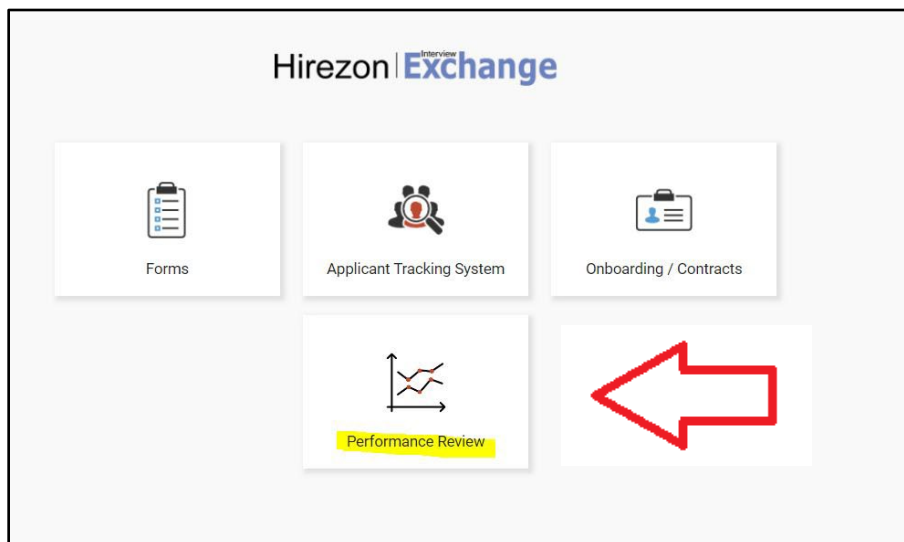 Hirezon Interview Exchange
Forms
Applicant Tracking System
Onboarding / Contracts
Performance Review